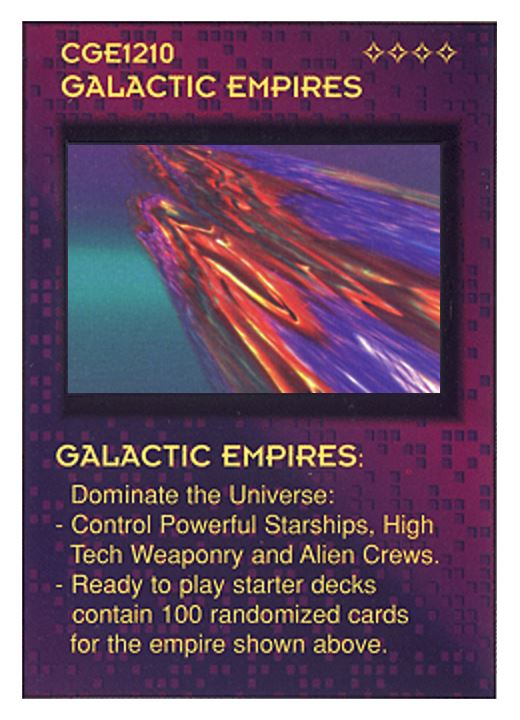 CGE1210 ✧✧✧✧
GALACTIC EMPIRES
GALACTIC EMPIRES:
Dominate the Universe:
- Control Powerful Starships, High
Tech Weaponry and Alien Crews.
- Ready to play starter decks
contain 100 randomized cards
for the empire shown above.